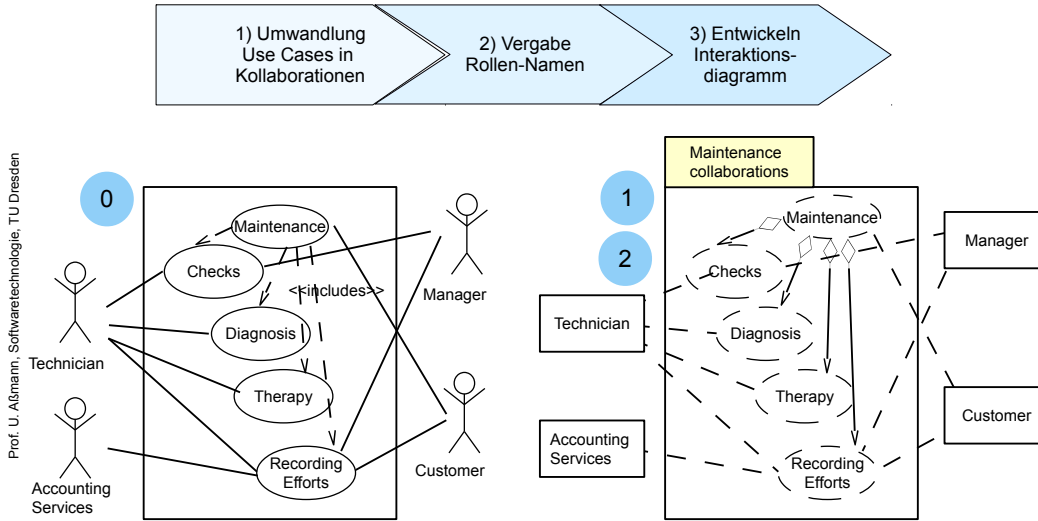 1) Umwandlung
Use Cases in
Kollaborationen
2) Vergabe
Rollen-Namen
3) Entwickeln
Interaktions-
diagramm
Prof. U. Aßmann, Softwaretechnologie, TU Dresden
0
Maintenance
Checks
<<includes>>
Diagnosis
Therapy
Recording
Efforts
Technician
Accounting
Services
Manager
Customer
Maintenance
collaborations
1
2
Maintenance
Checks
Diagnosis
Therapy
Recording
Efforts
Technician
Accounting
Services
Manager
Customer